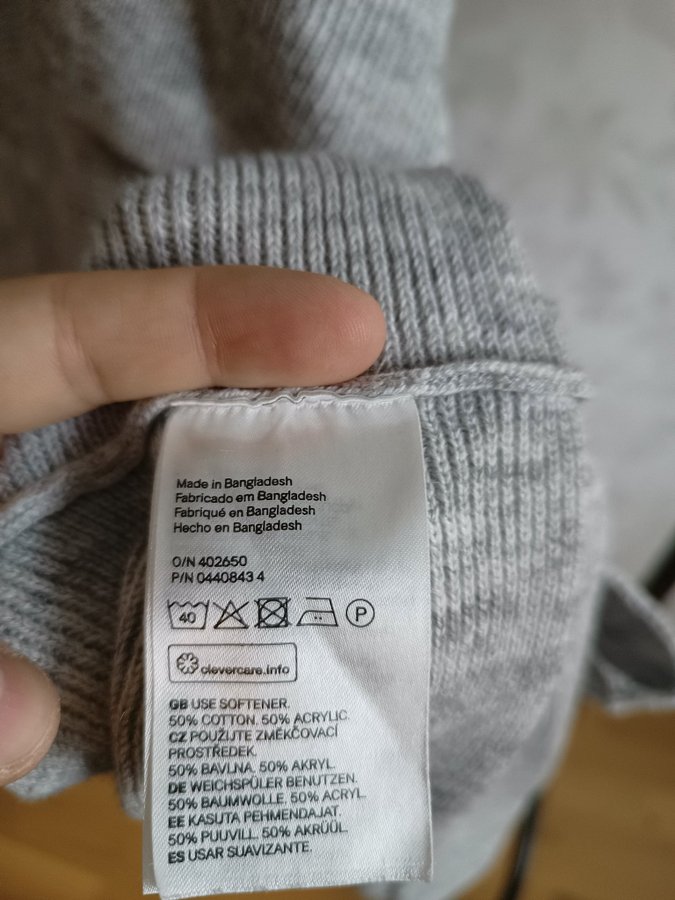 Made in Bangladesh
Fabricado em Bangladesh
Fabriqué en Bangladesh
Hecho en Bangladesh
O/N 402650
P/N 0440843 4
40
P
clevercare.info
GB USE SOFTENER.
50% COTTON. 50% ACRYLIC.
CZ POUŽIJTE ZMĚKČOVACÍ
PROSTŘEDEK.
50% BAVLNA. 50% AKRYL.
DE WEICHSPÜLER BENUTZEN.
50% BAUMWOLLE. 50% ACRYL.
EE KASUTA PEHMENDAJAT.
50% PUUVILL. 50% AKRÜÜL.
ES USAR SUAVIZANTE.